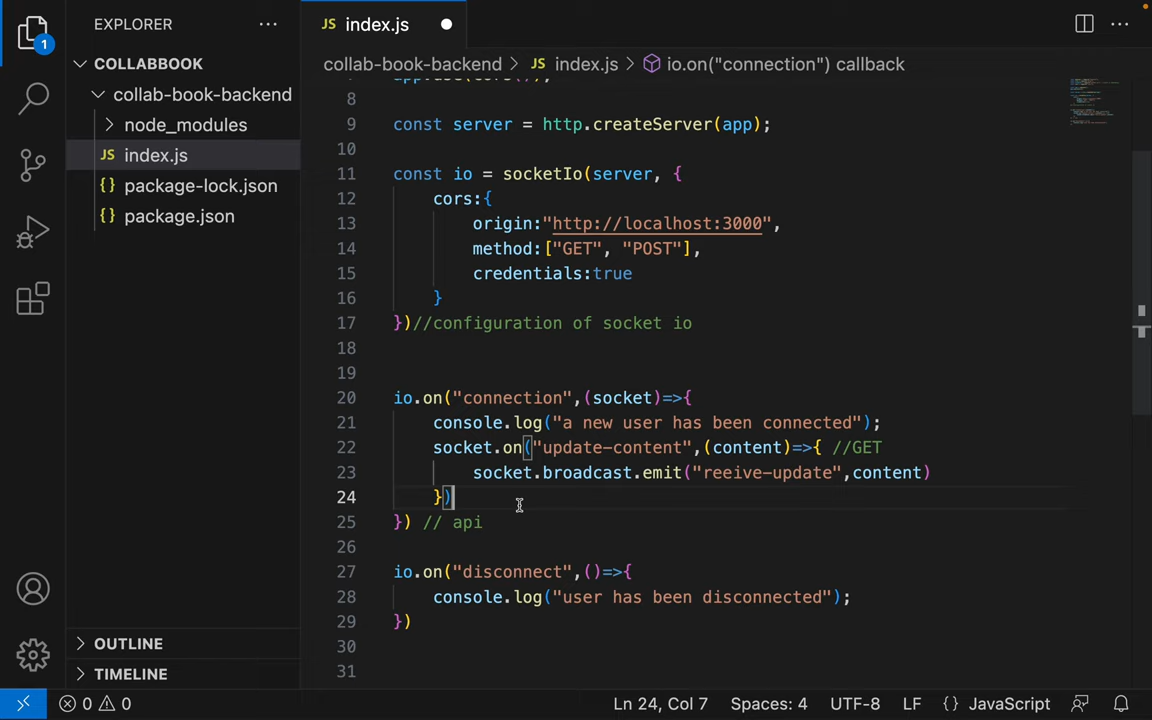 EXPLORER
JS index.js
COLLABBOOK
collab-book-backend > JS index.js > io.on("connection") callback
collab-book-backend
node_modules
JS index.js
{} package-lock.json
{} package.json
1
8
9 const server = http.createServer(app);
10
11 const io = socketIo(server, {
12 cors:{
13 origin:"http://localhost:3000",
14 method:["GET", "POST"],
15 credentials:true
16 }
17 })//configuration of socket io
18
19
20 io.on("connection",(socket)=>{
21 console.log("a new user has been connected");
22 socket.on("update-content",(content)=>{ //GET
23 socket.broadcast.emit("reeive-update",content)
24 })
25 }) // api
26
27 io.on("disconnect",()=>{
28 console.log("user has been disconnected");
29 })
30
31
OUTLINE
TIMELINE
0 0 Ln 24, Col 7 Spaces: 4 UTF-8 LF {} JavaScript